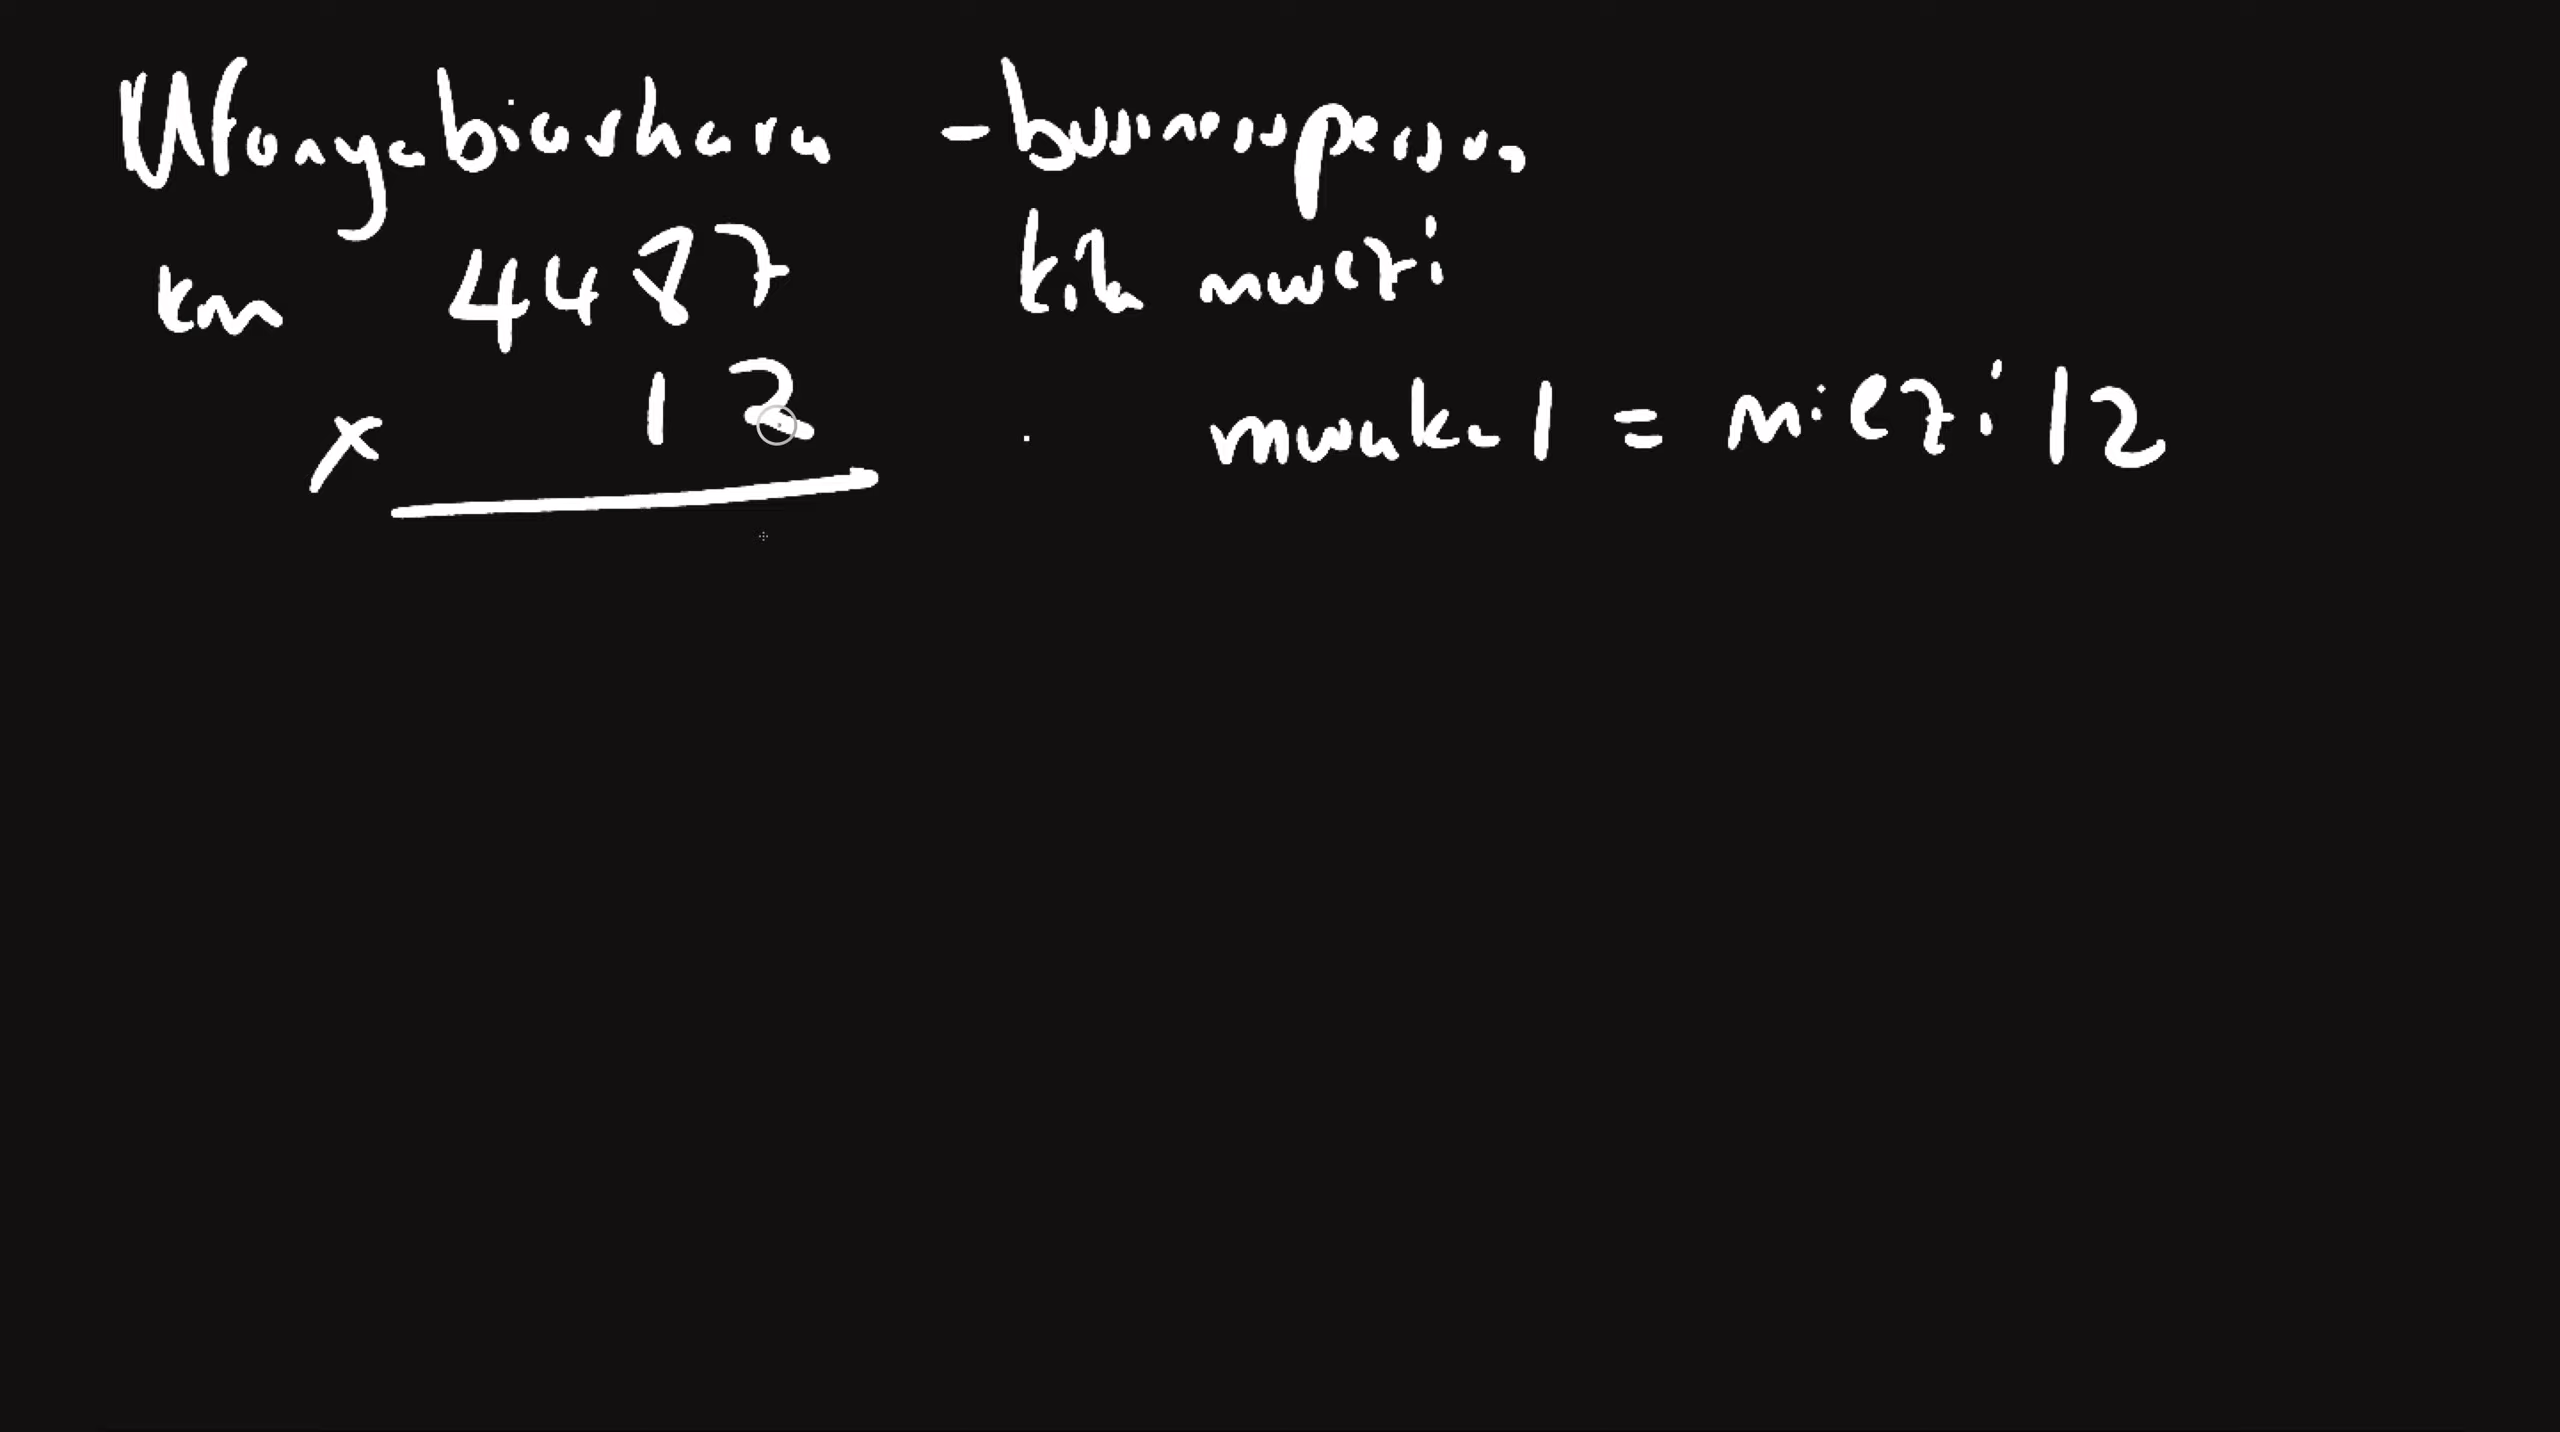 Mfanyabiashara - businessperson
km 4487 kila mwezi
x 12 mwaka 1 = miezi 12